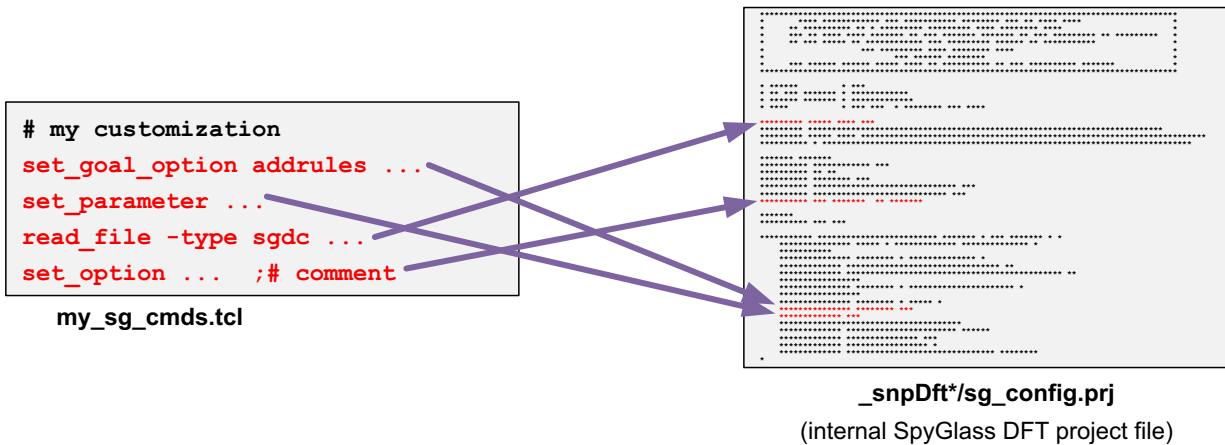 # my customization
set_goal_option addrules ...
set_parameter ...
read_file -type sgdc ...
set_option ...  ;# comment
my_sg_cmds.tcl
_snpDft*/sg_config.prj
(internal SpyGlass DFT project file)